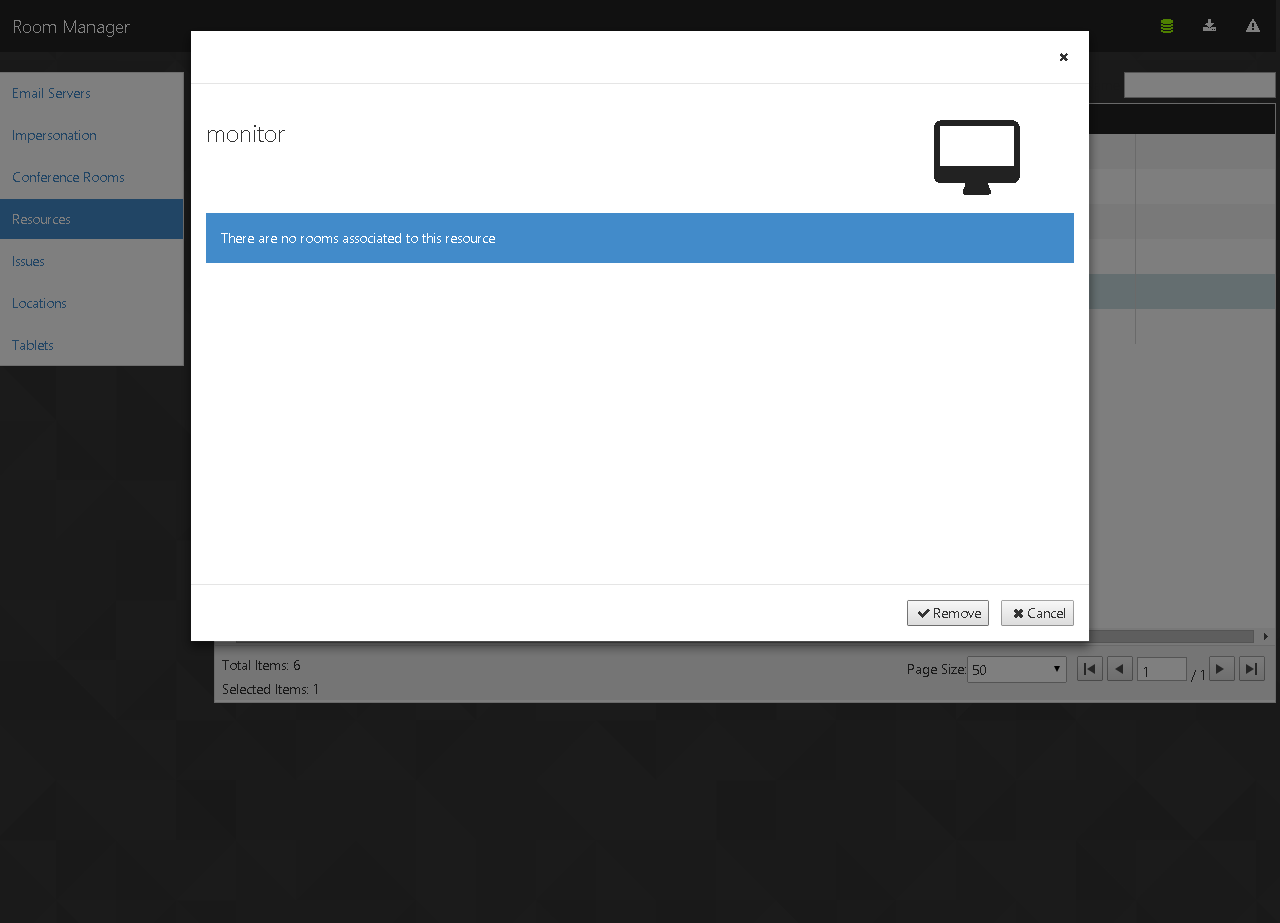 Room Manager
Email Servers
Impersonation
Conference Rooms
Resources
Issues
Locations
Tablets
monitor
There are no rooms associated to this resource
Remove
Cancel
Total Items: 6
Selected Items: 1
Page Size: 50
1 / 1